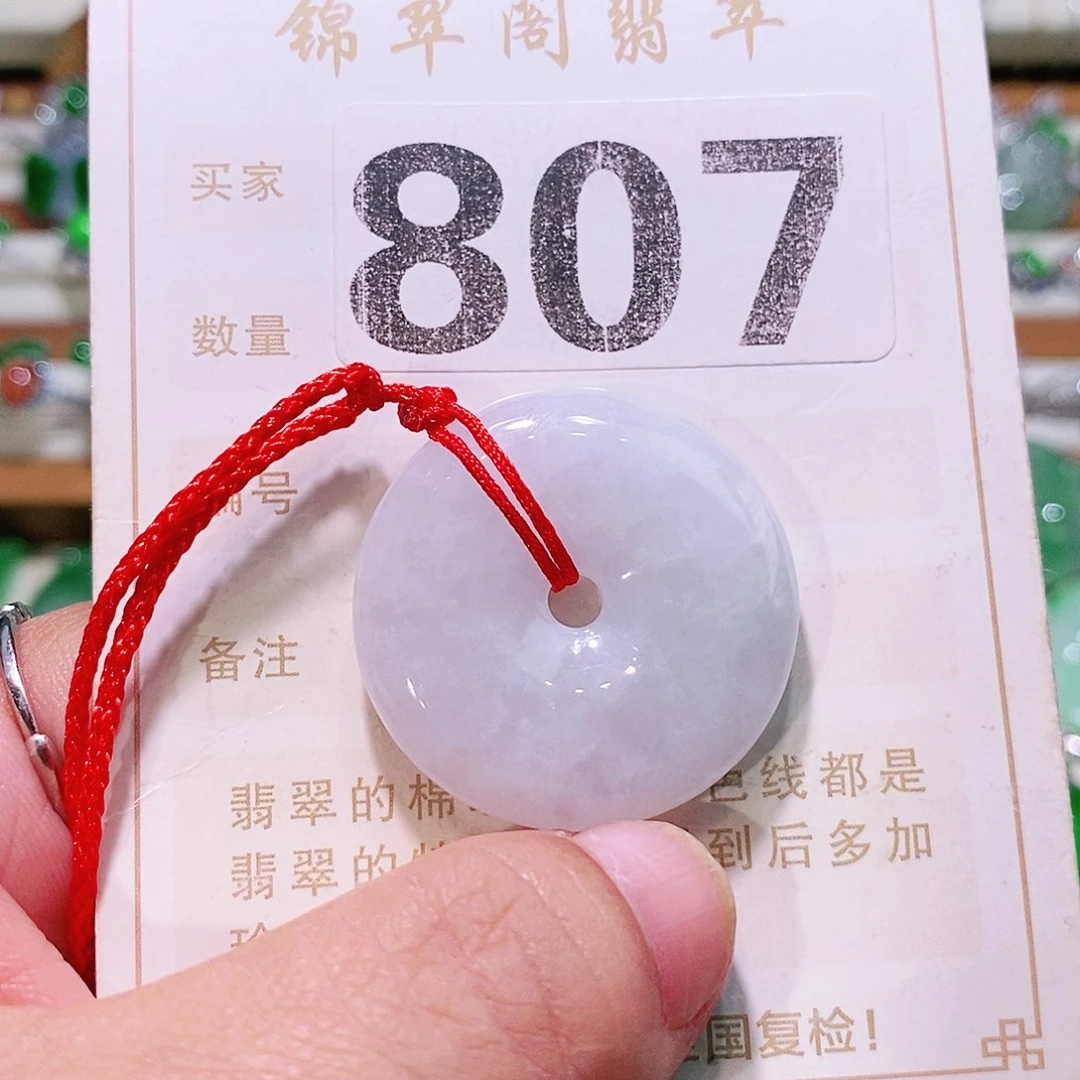 锦翠阁翡翠
买家
807
数量
编号
备注
翡翠的棉 色线都是
翡翠的 到后多加
国复检!